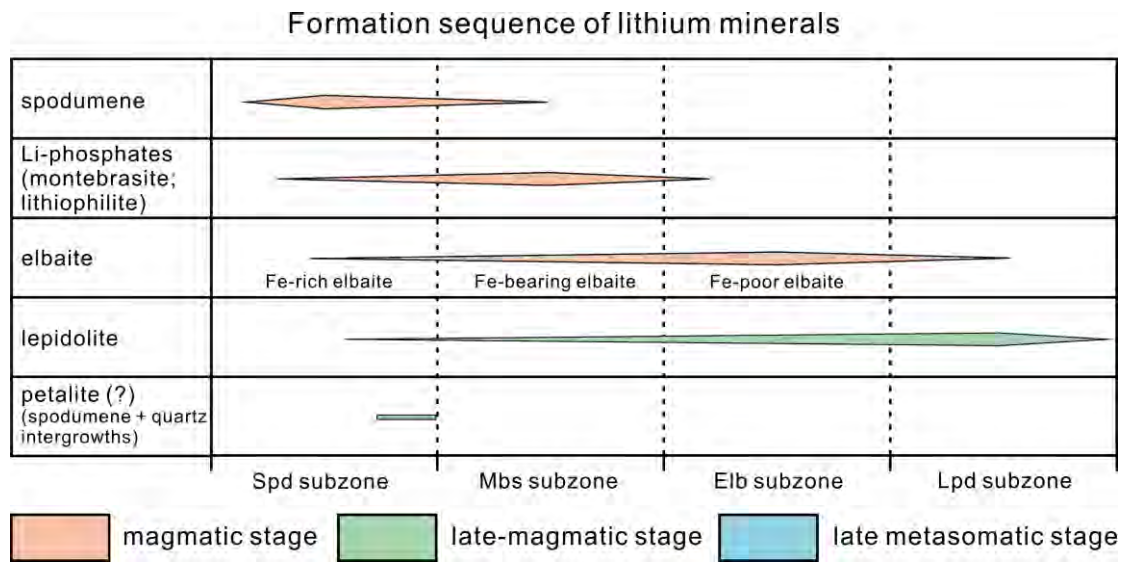 Formation sequence of lithium minerals
spodumene
Li-phosphates
(montebrasite;
lithiophilite)
elbaite
Fe-rich elbaite
Fe-bearing elbaite
Fe-poor elbaite
lepidolite
petalite (?)
(spodumene + quartz
intergrowths)
Spd subzone
Mbs subzone
Elb subzone
Lpd subzone
magmatic stage
late-magmatic stage
late metasomatic stage